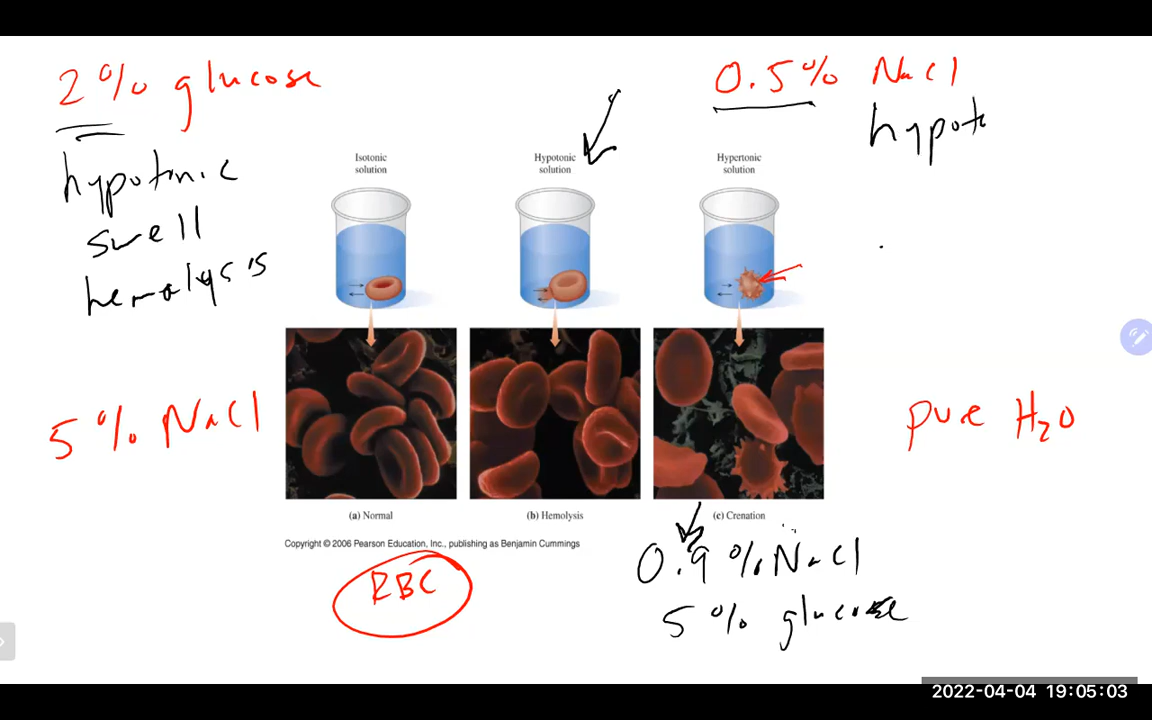 2% glucose
hypotonic
swell
hemolysis
0.5% NaCl
hypot
Isotonic
solution
Hypotonic
solution
Hypertonic
solution
5% NaCl
pure H₂O
(a) Normal
(b) Hemolysis
(c) Crenation
Copyright © 2006 Pearson Education, Inc., publishing as Benjamin Cummings
RBC
0.9% NaCl
5% glucose
2022-04-04 19:05:03